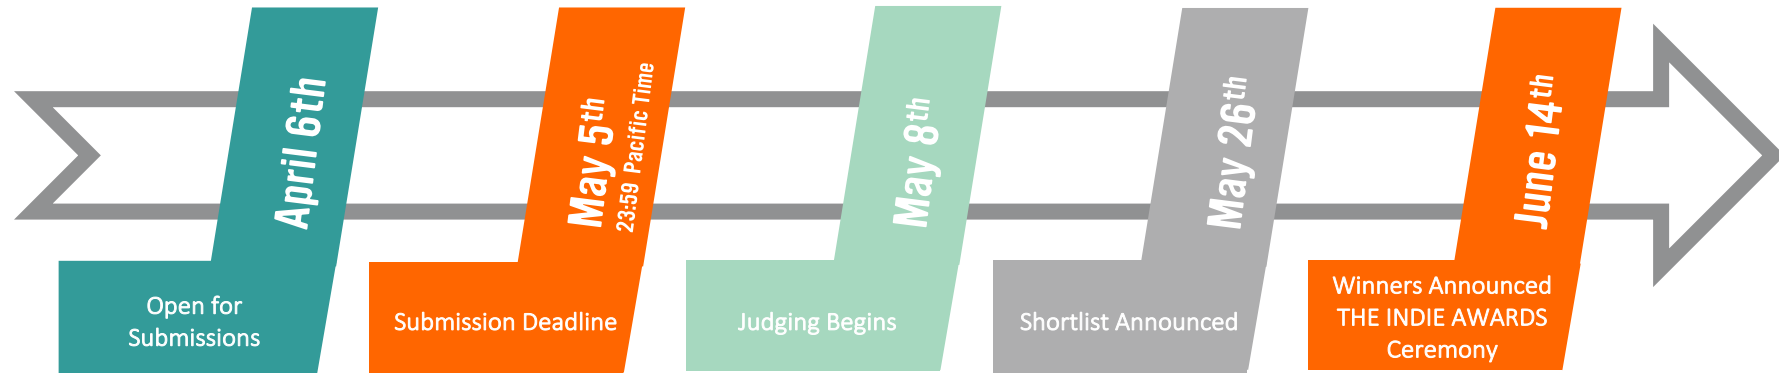 April 6th
Open for
Submissions
May 5th
23:59 Pacific Time
Submission Deadline
May 8th
Judging Begins
May 26th
Shortlist Announced
June 14th
Winners Announced
THE INDIE AWARDS
Ceremony